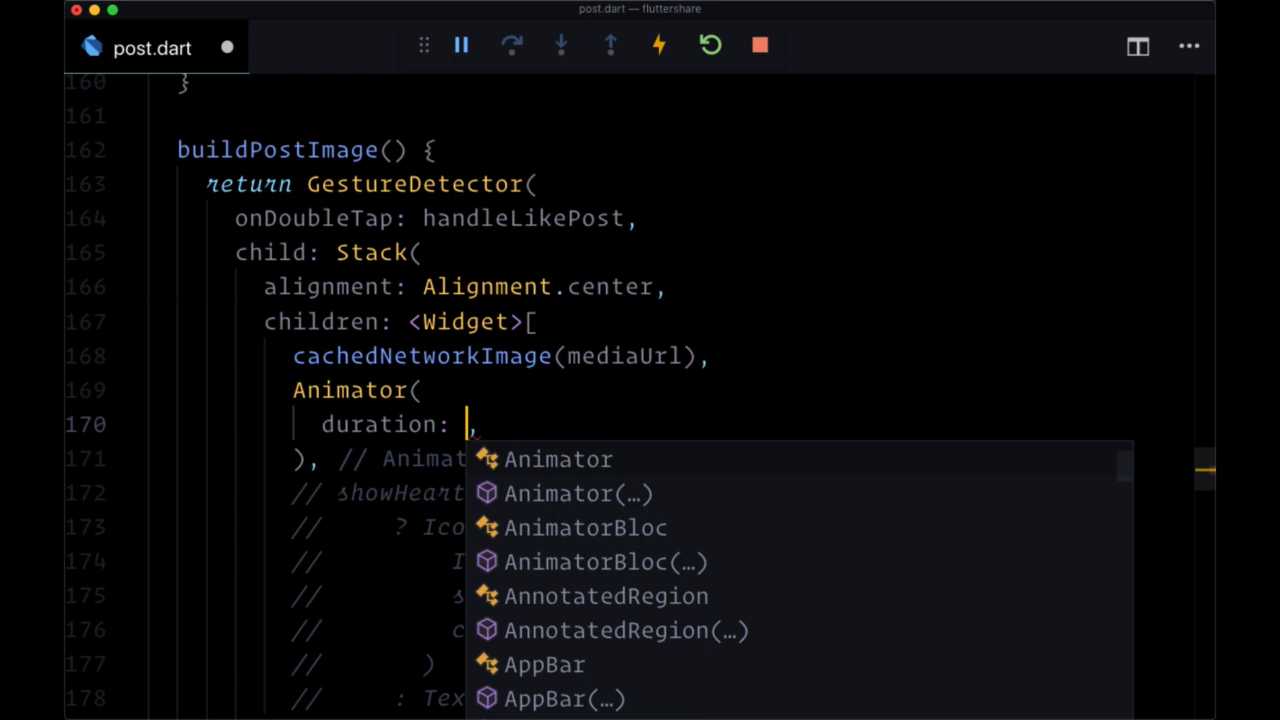 post.dart — fluttershare
post.dart
160 }
161
162 buildPostImage() {
163 return GestureDetector(
164 onDoubleTap: handleLikePost,
165 child: Stack(
166 alignment: Alignment.center,
167 children: <Widget>[
168 cachedNetworkImage(mediaUrl),
169 Animator(
170 duration: ,
171 ), // Animat
Animator
172 // showHeart
Animator(…)
173 // ? Ico
AnimatorBloc
174 // I
AnimatorBloc(…)
175 // s
AnnotatedRegion
176 // c
AnnotatedRegion(…)
177 // )
AppBar
178 // : Tex
AppBar(…)